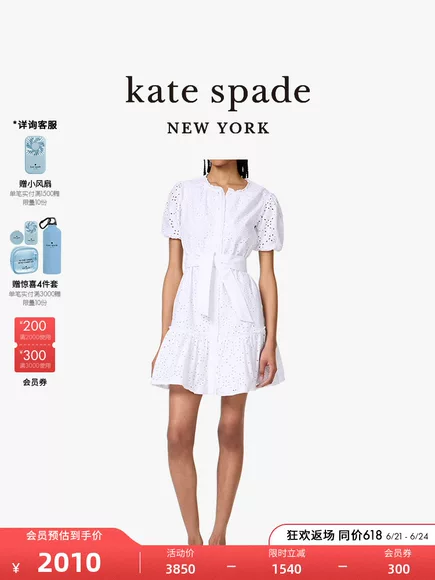 kate spade
NEW YORK
*详询客服
赠小风扇
单笔实付满1500赠
限量10份
赠惊喜4件套
单笔实付满3000赠
限量10份
¥200
满2000使用
¥300
满3000使用
会员券
狂欢返场 同价618 6/21 - 6/24
会员预估到手价
¥2010
活动价
3850
—
限时立减
1540
—
会员券
300